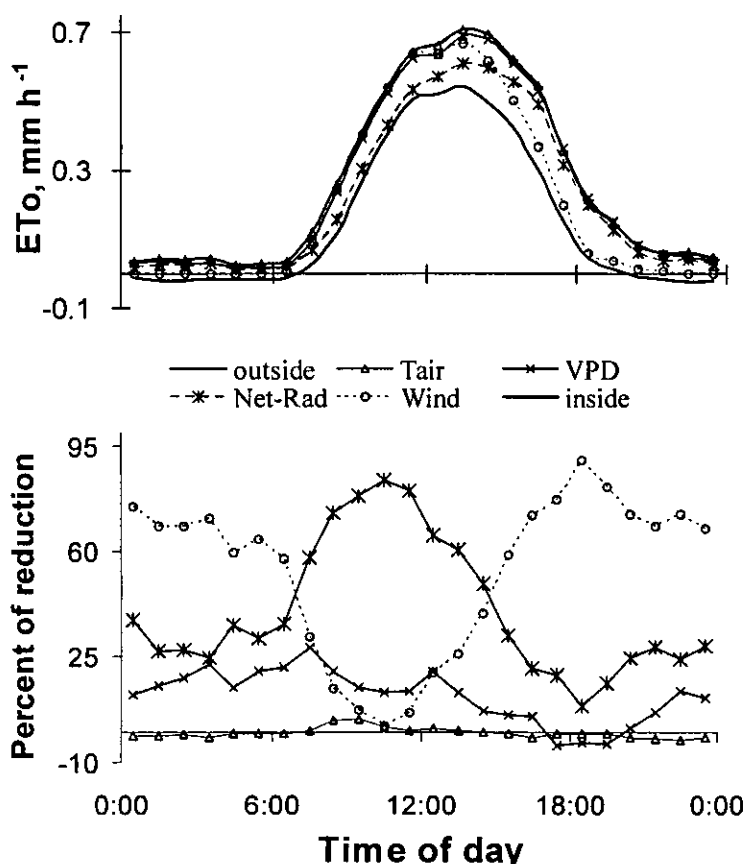 0.7
0.3
-0.1
ETo, mm h⁻¹
outside Tair VPD
Net-Rad Wind inside
95
60
25
-10
Percent of reduction
0:00 6:00 12:00 18:00 0:00
Time of day